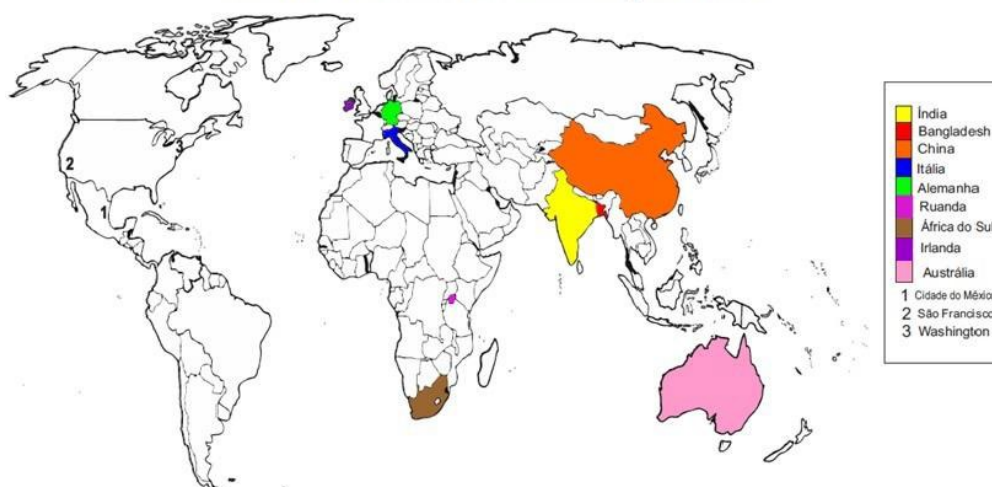 2
3
1
Índia
Bangladesh
China
Itália
Alemanha
Ruanda
África do Sul
Irlanda
Austrália
1 Cidade do México
2 São Francisco
3 Washington